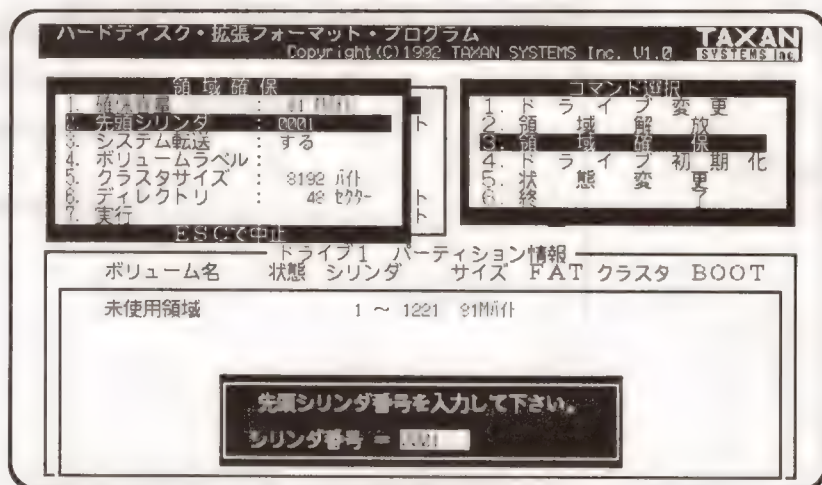 ハードディスク・拡張フォーマット・プログラム
Copyright(C)1992 TAXAN SYSTEMS Inc. V1.0
TAXAN
SYSTEMS Inc.
領域確保
1. 確保容量 :
2. 先頭シリンダ : 0001
3. システム転送 : する
4. ボリュームラベル:
5. クラスタサイズ : 8192 バイト
6. ディレクトリ : 48 セクター
7. 実行
ESCで中止
ト
ト
ト
コマンド選択
1. ドライブ変更
2. 領域解放
3. 領域確保
4. ドライブ初期化
5. 状態変更
6. 終了
ドライブ1 パーティション情報
ボリューム名 状態 シリンダ サイズ FAT クラスタ BOOT
未使用領域 1 ~ 1221 81Mバイト
先頭シリンダ番号を入力して下さい。
シリンダ番号 =